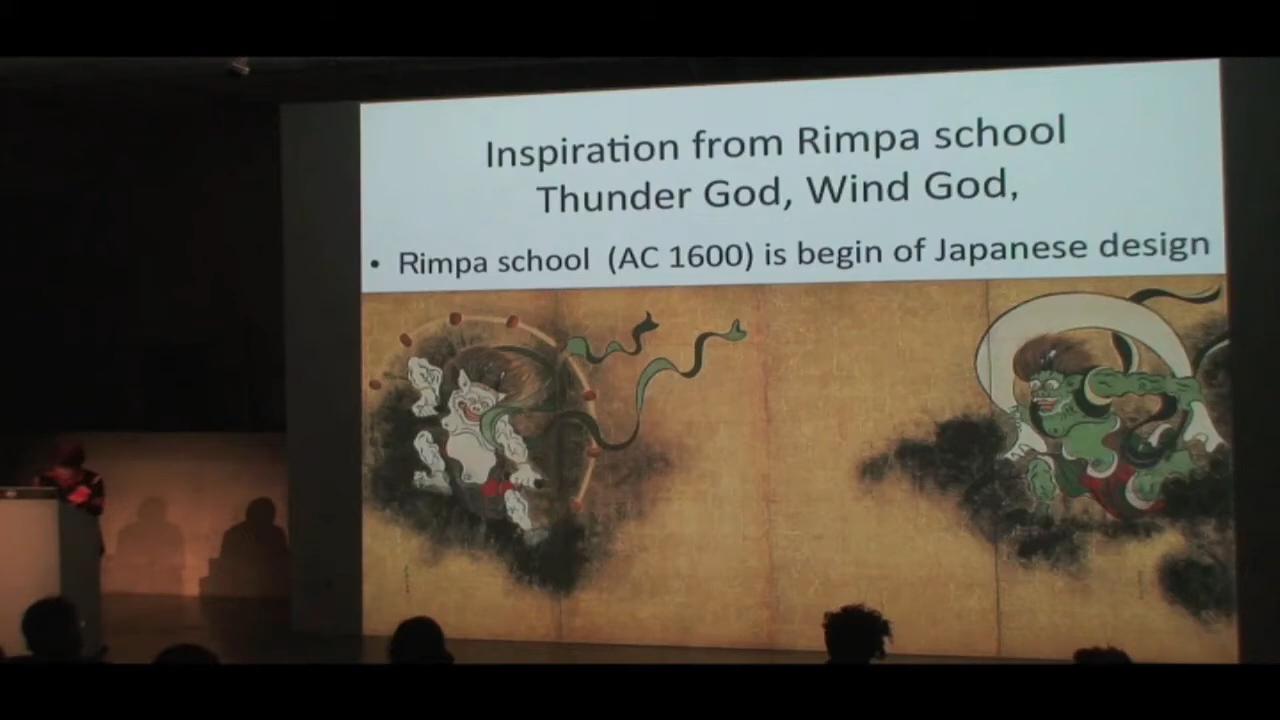 Inspiration from Rimpa school
Thunder God, Wind God,
• Rimpa school (AC 1600) is begin of Japanese design